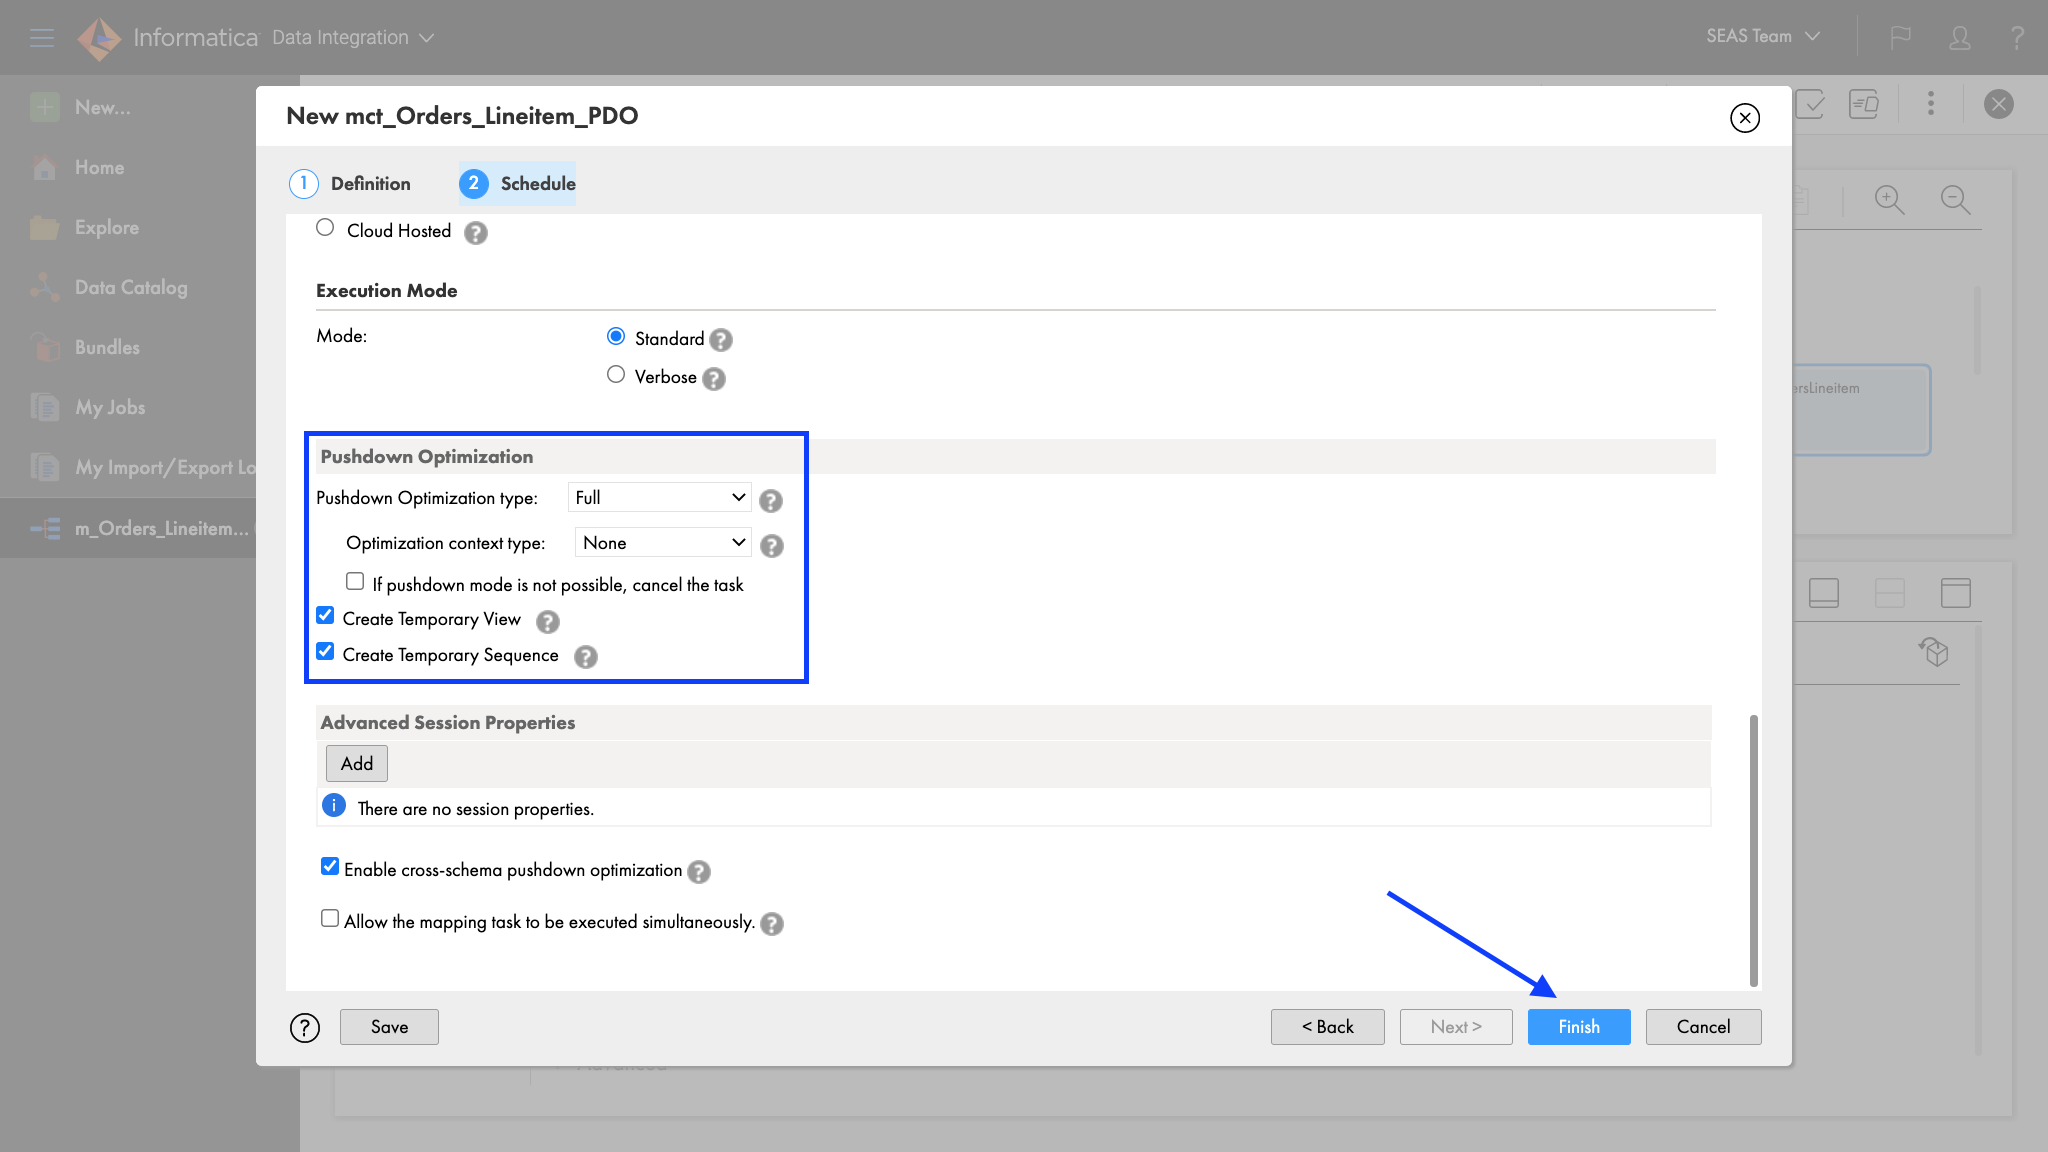 Informatica Data Integration
SEAS Team
?
New...
Home
Explore
Data Catalog
Bundles
My Jobs
My Import/Export Lo
m_Orders_Lineitem...
New mct_Orders_Lineitem_PDO
1 Definition
2 Schedule
Cloud Hosted ?
Execution Mode
Mode:
Standard ?
Verbose ?
Pushdown Optimization
Pushdown Optimization type: Full ?
Optimization context type: None ?
If pushdown mode is not possible, cancel the task
Create Temporary View ?
Create Temporary Sequence ?
Advanced Session Properties
Add
i There are no session properties.
Enable cross-schema pushdown optimization ?
Allow the mapping task to be executed simultaneously. ?
? Save
< Back
Next >
Finish
Cancel
ersLineitem
Advanced